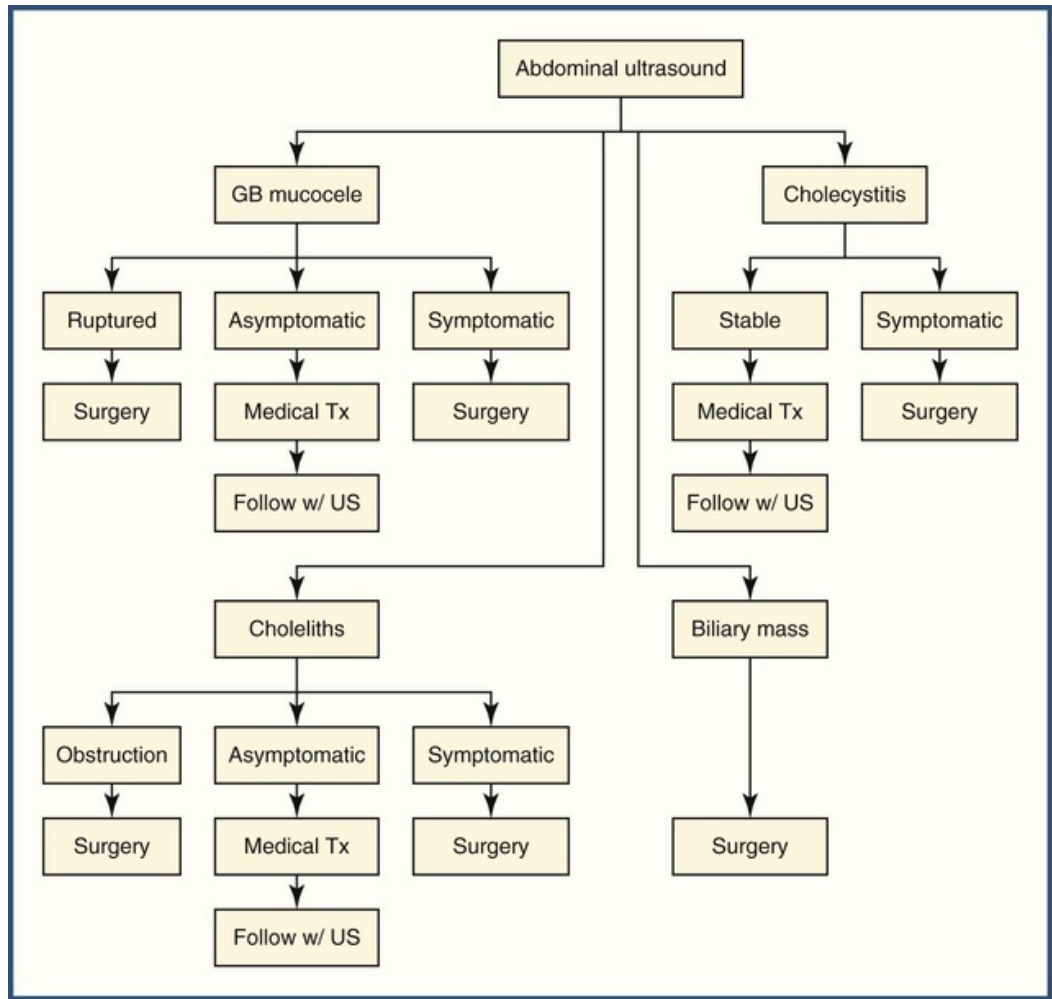 Abdominal ultrasound
GB mucocele
Cholecystitis
Ruptured
Asymptomatic
Symptomatic
Stable
Symptomatic
Surgery
Medical Tx
Surgery
Medical Tx
Surgery
Follow w/ US
Follow w/ US
Choleliths
Biliary mass
Obstruction
Asymptomatic
Symptomatic
Surgery
Medical Tx
Surgery
Surgery
Follow w/ US